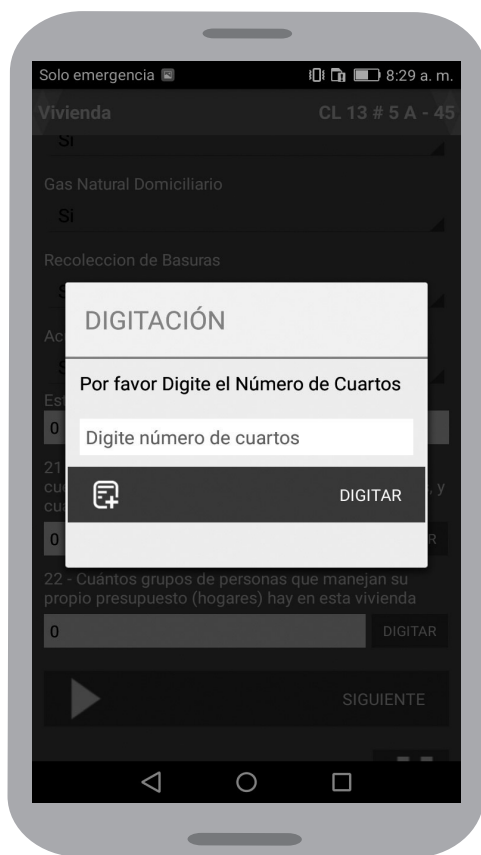 Solo emergencia 8:29 a. m.
Vivienda CL 13 # 5 A - 45
Si
Gas Natural Domiciliario
Si
Recoleccion de Basuras
DIGITACIÓN
Por favor Digite el Número de Cuartos
0
Digite número de cuartos
21
, y
DIGITAR
0
22 - Cuántos grupos de personas que manejan su
propio presupuesto (hogares) hay en esta vivienda
0 DIGITAR
SIGUIENTE